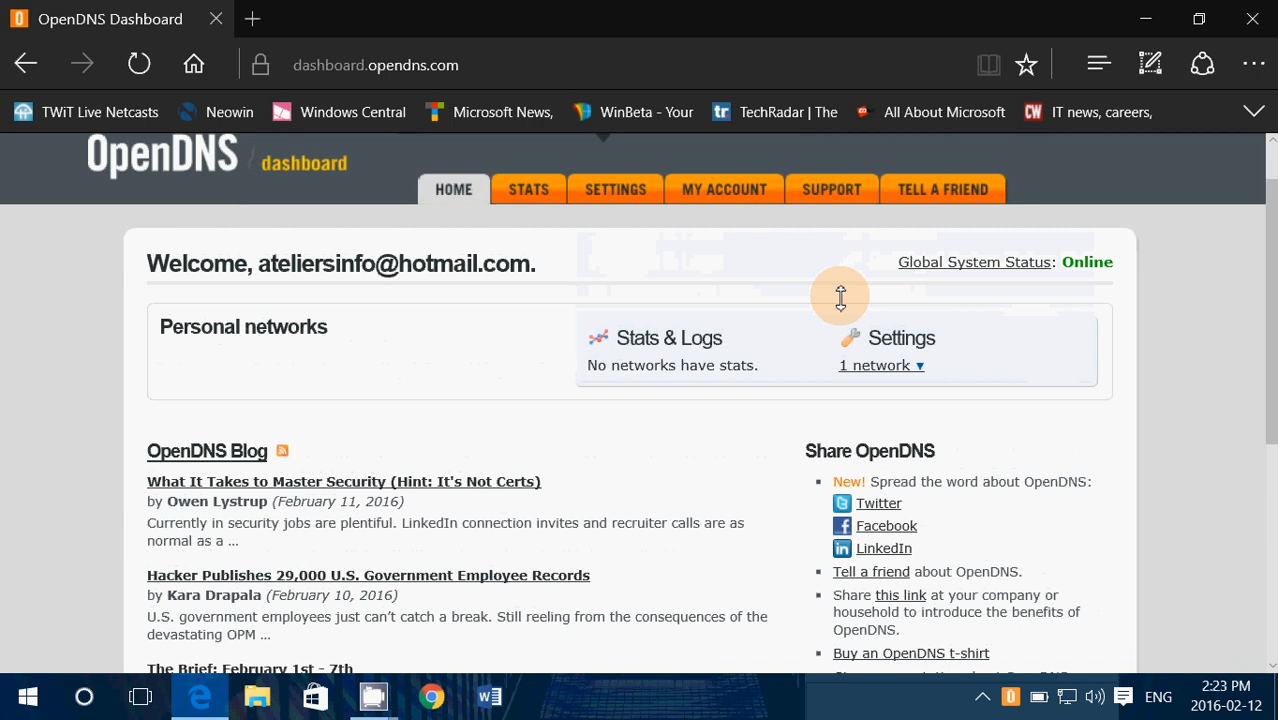 OpenDNS Dashboard
dashboard.opendns.com
TWiT Live Netcasts
Neowin
Windows Central
Microsoft News,
WinBeta - Your
TechRadar | The
All About Microsoft
IT news, careers,
OpenDNS / dashboard
HOME
STATS
SETTINGS
MY ACCOUNT
SUPPORT
TELL A FRIEND
Welcome, ateliersinfo@hotmail.com.
Global System Status: Online
Personal networks
Stats & Logs
Settings
No networks have stats.
1 network ▼
OpenDNS Blog
What It Takes to Master Security (Hint: It's Not Certs)
by Owen Lystrup (February 11, 2016)
Currently in security jobs are plentiful. LinkedIn connection invites and recruiter calls are as
normal as a ...
Hacker Publishes 29,000 U.S. Government Employee Records
by Kara Drapala (February 10, 2016)
U.S. government employees just can't catch a break. Still reeling from the consequences of the
devastating OPM ...
The Brief: February 1st - 7th
Share OpenDNS
New! Spread the word about OpenDNS:
Twitter
Facebook
LinkedIn
Tell a friend about OpenDNS.
Share this link at your company or
household to introduce the benefits of
OpenDNS.
Buy an OpenDNS t-shirt
ENG
2:23 PM
2016-02-12